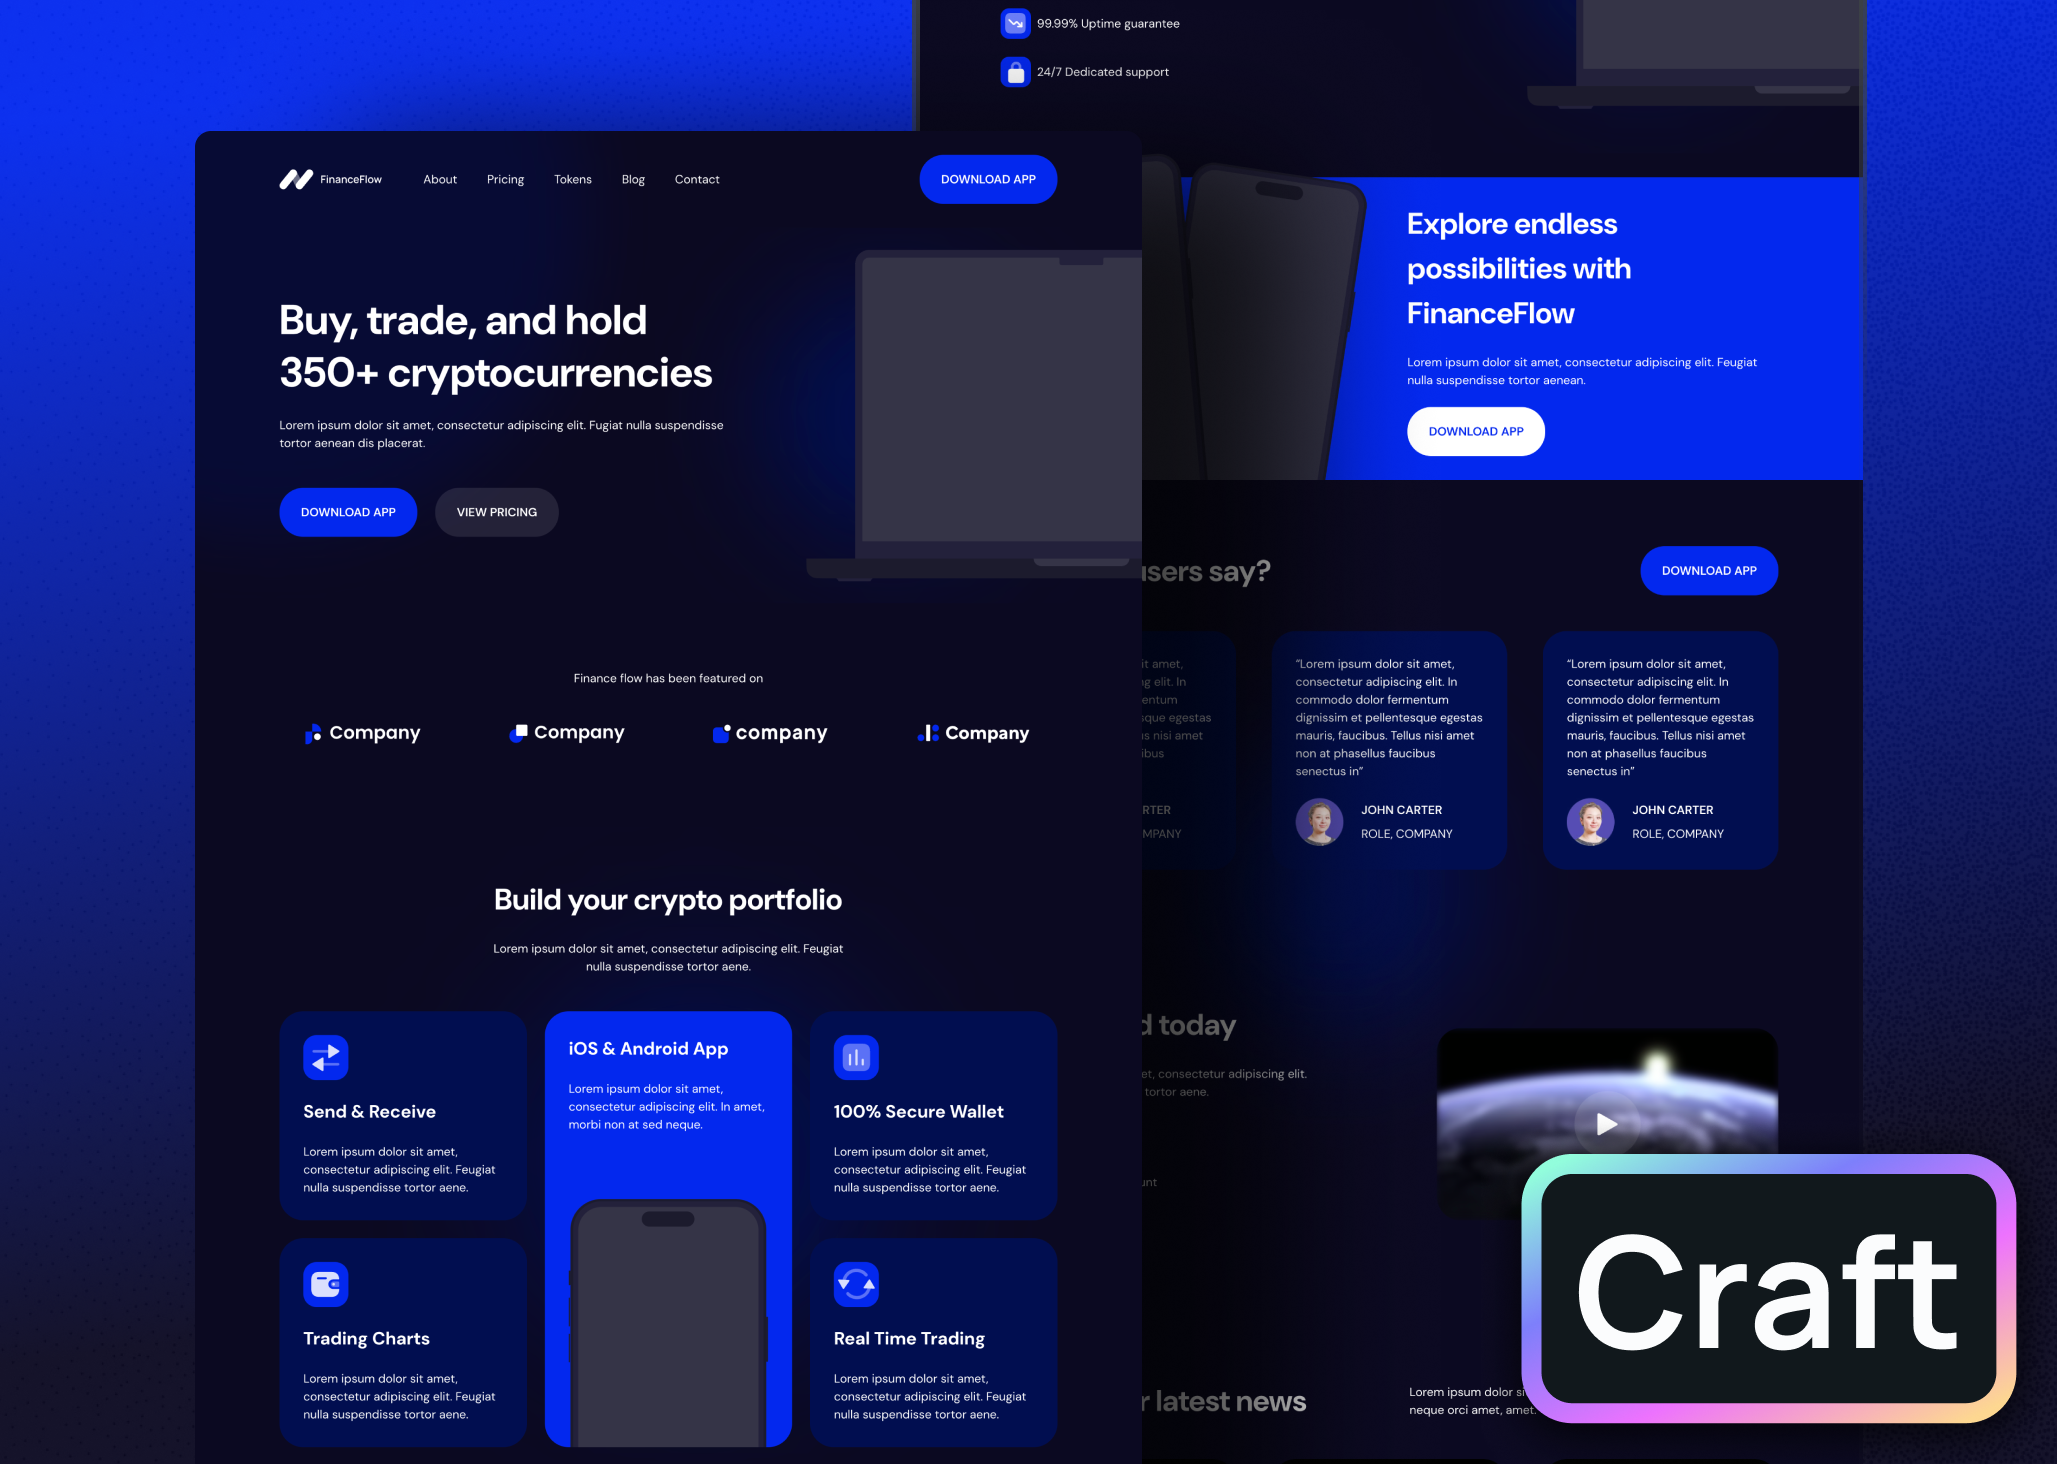 99.99% Uptime guarantee
24/7 Dedicated support
FinanceFlow
About
Pricing
Tokens
Blog
Contact
DOWNLOAD APP
Buy, trade, and hold
350+ cryptocurrencies
Lorem ipsum dolor sit amet, consectetur adipiscing elit. Fugiat nulla suspendisse
tortor aenean dis placerat.
DOWNLOAD APP
VIEW PRICING
Finance flow has been featured on
Company
Company
company
Company
Build your crypto portfolio
Lorem ipsum dolor sit amet, consectetur adipiscing elit. Feugiat
nulla suspendisse tortor aene.
Send & Receive
Lorem ipsum dolor sit amet,
consectetur adipiscing elit. Feugiat
nulla suspendisse tortor aene.
iOS & Android App
Lorem ipsum dolor sit amet,
consectetur adipiscing elit. In amet,
morbi non at sed neque.
100% Secure Wallet
Lorem ipsum dolor sit amet,
consectetur adipiscing elit. Feugiat
nulla suspendisse tortor aene.
Trading Charts
Lorem ipsum dolor sit amet,
consectetur adipiscing elit. Feugiat
nulla suspendisse tortor aene.
Real Time Trading
Lorem ipsum dolor sit amet,
consectetur adipiscing elit. Feugiat
nulla suspendisse tortor aene.
Explore endless
possibilities with
FinanceFlow
Lorem ipsum dolor sit amet, consectetur adipiscing elit. Feugiat
nulla suspendisse tortor aenean.
DOWNLOAD APP
users say?
DOWNLOAD APP
it amet,
elit. In
egestas
nisi amet
“Lorem ipsum dolor sit amet,
consectetur adipiscing elit. In
commodo dolor fermentum
dignissim et pellentesque egestas
mauris, faucibus. Tellus nisi amet
non at phasellus faucibus
senectus in”
JOHN CARTER
ROLE, COMPANY
“Lorem ipsum dolor sit amet,
consectetur adipiscing elit. In
commodo dolor fermentum
dignissim et pellentesque egestas
mauris, faucibus. Tellus nisi amet
non at phasellus faucibus
senectus in”
JOHN CARTER
ROLE, COMPANY
today
consectetur adipiscing elit.
tortor aene.
latest news
Lorem ipsum dolor
neque orci amet, amet.
Craft